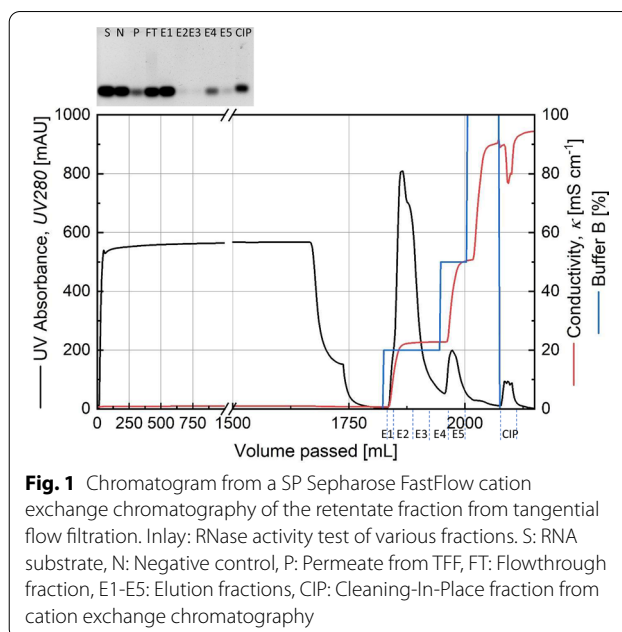 S N P FT E1 E2E3 E4 E5 CIP
1000
800
600
400
200
0
UV Absorbance, UV280 [mAU]
100
80
60
40
20
0
Conductivity, κ [mS cm⁻¹]
Buffer B [%]
0 250 500 750 1500 1750 2000
E1 E2 E3 E4 E5 CIP
Volume passed [mL]
Fig. 1 Chromatogram from a SP Sepharose FastFlow cation
exchange chromatography of the retentate fraction from tangential
flow filtration. Inlay: RNase activity test of various fractions. S: RNA
substrate, N: Negative control, P: Permeate from TFF, FT: Flowthrough
fraction, E1-E5: Elution fractions, CIP: Cleaning-In-Place fraction from
cation exchange chromatography